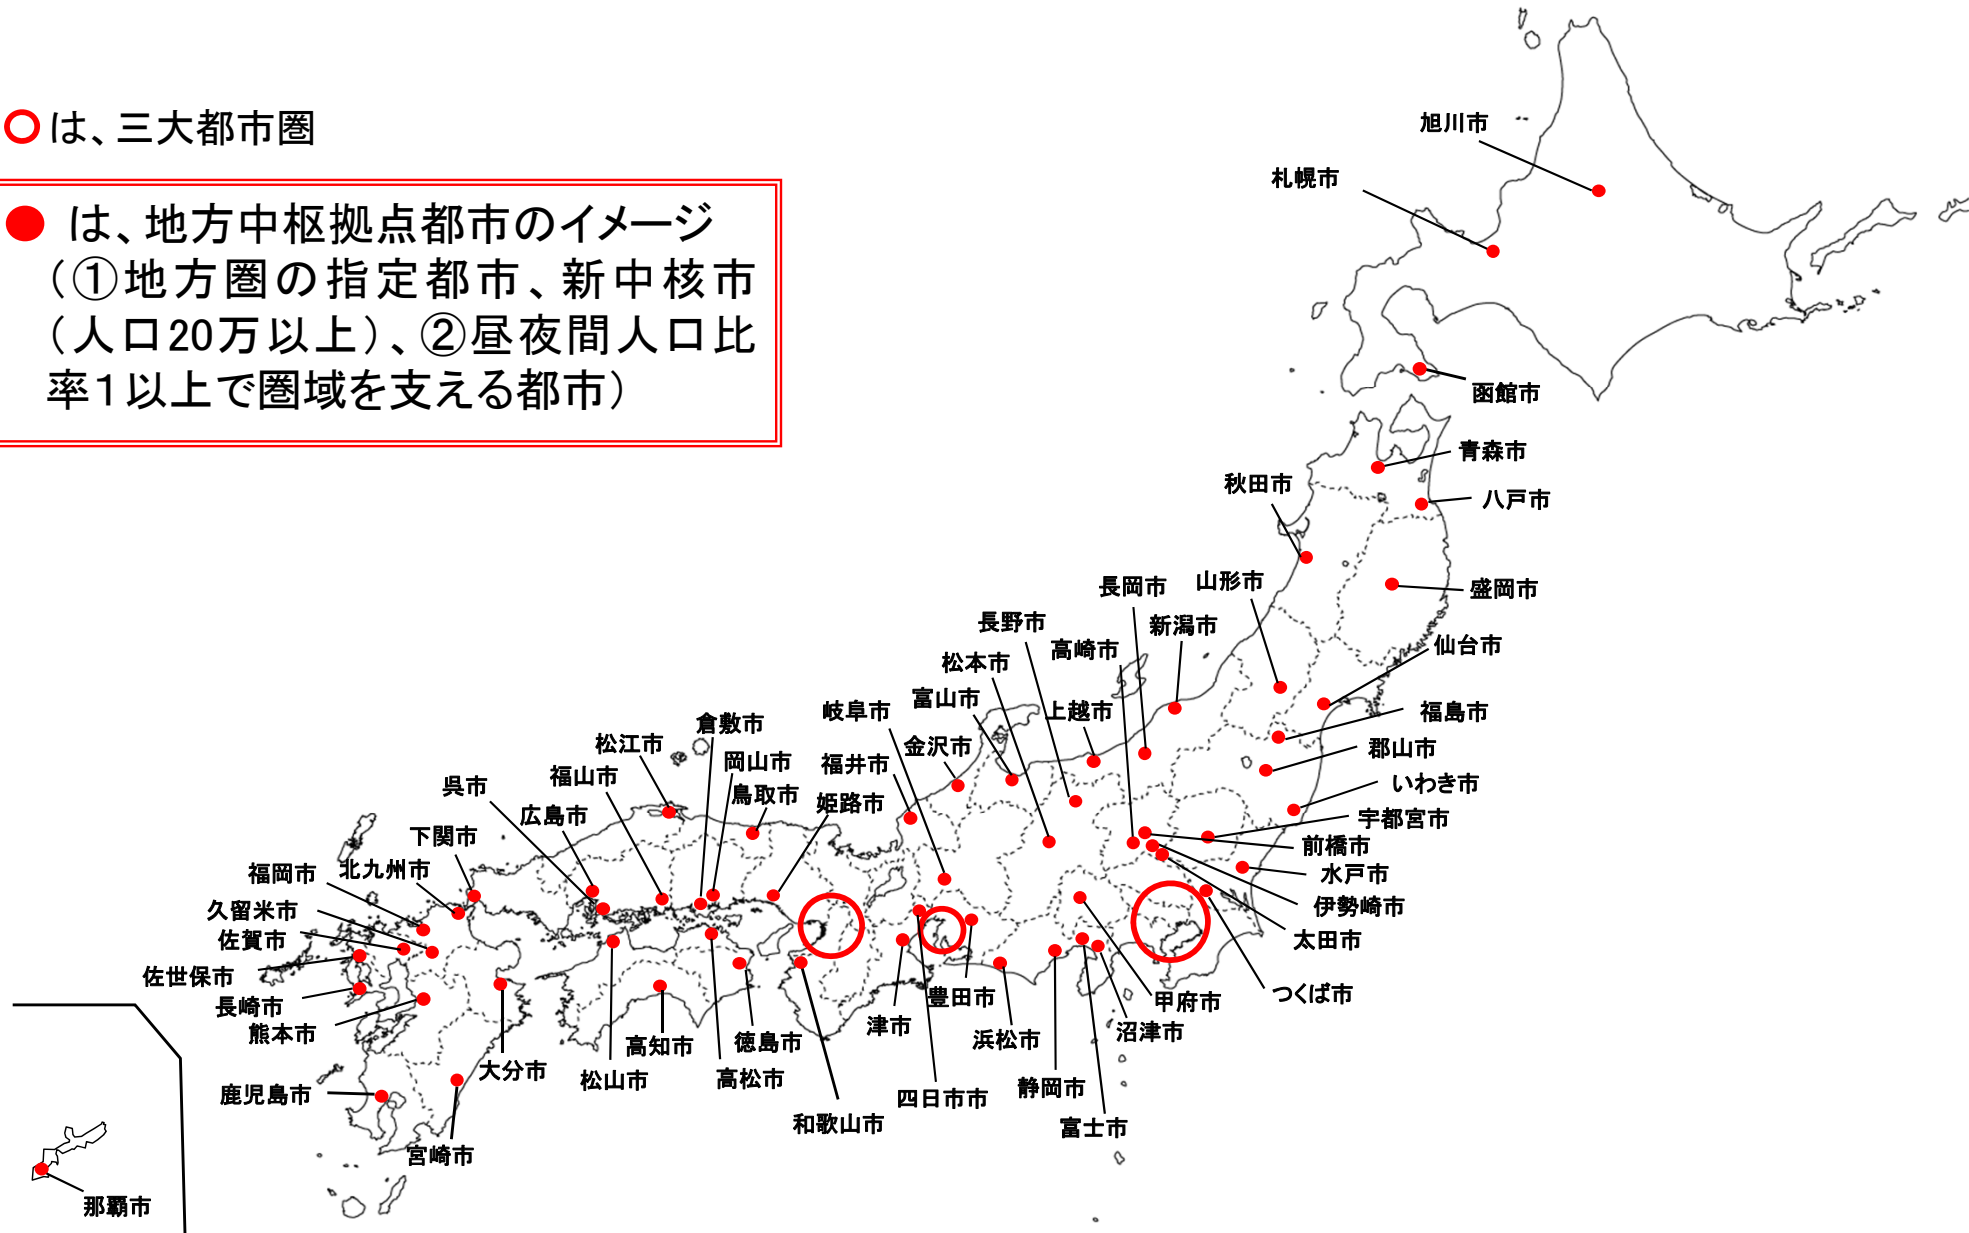 は、三大都市圏
は、地方中枢拠点都市のイメージ
（①地方圏の指定都市、新中核市
（人口20万以上）、②昼夜間人口比
率１以上で圏域を支える都市）
旭川市
札幌市
函館市
青森市
秋田市
八戸市
長岡市
山形市
盛岡市
長野市
新潟市
高崎市
仙台市
松本市
富山市
岐阜市
上越市
福島市
倉敷市
松江市
金沢市
郡山市
岡山市
福井市
福山市
いわき市
呉市
鳥取市
姫路市
広島市
宇都宮市
下関市
前橋市
北九州市
福岡市
水戸市
久留米市
伊勢崎市
佐賀市
太田市
佐世保市
つくば市
豊田市
甲府市
長崎市
津市
沼津市
熊本市
浜松市
徳島市
高知市
大分市
松山市
高松市
静岡市
鹿児島市
四日市市
和歌山市
富士市
宮崎市
那覇市